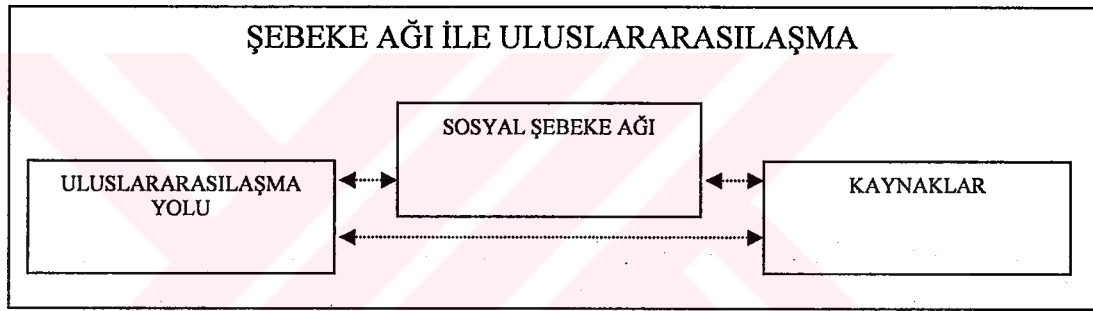 ŞEBEKE AĞI İLE ULUSLARARASILAŞMA
SOSYAL ŞEBEKE AĞI
ULUSLARARASILAŞMA
YOLU
KAYNAKLAR